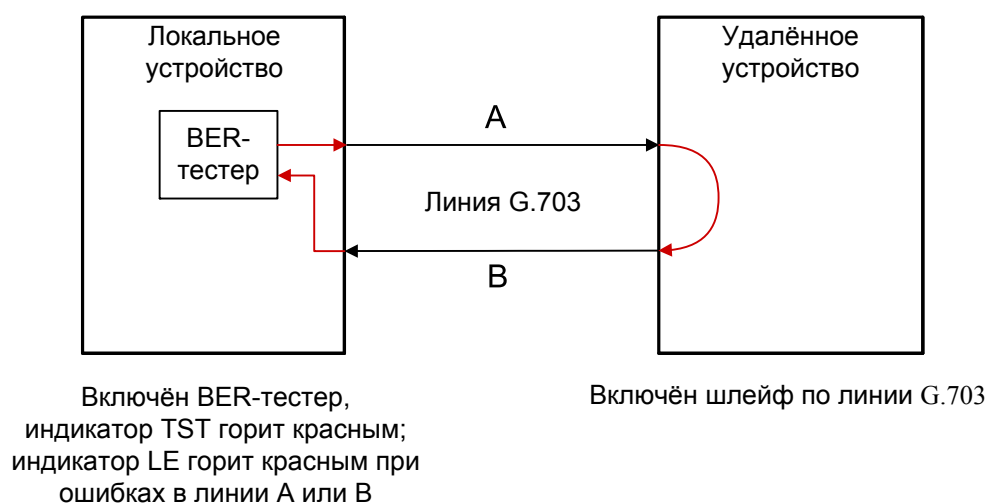 Локальное
устройство
Удалённое
устройство
BER-
тестер
A
Линия G.703
B
Включён BER-тестер,
индикатор TST горит красным;
индикатор LE горит красным при
ошибках в линии A или B
Включён шлейф по линии G.703